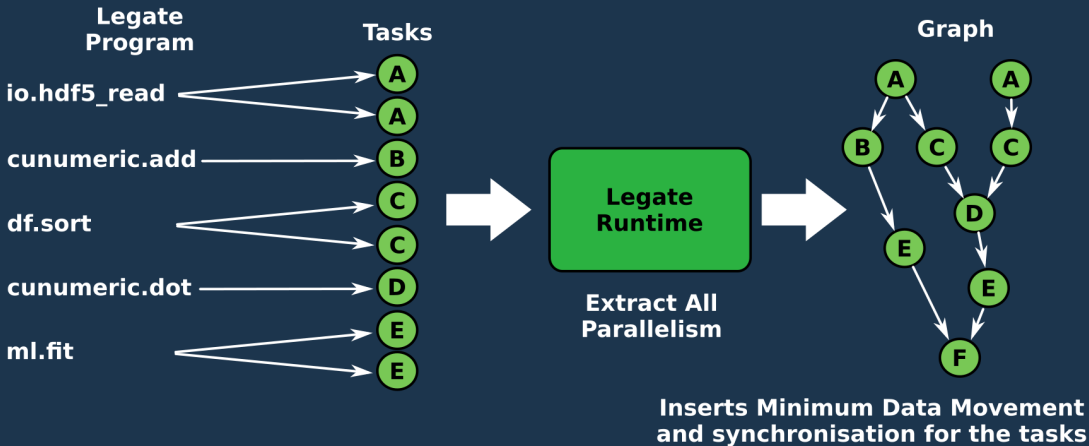 Legate
Program
Tasks
Graph
io.hdf5_read
A
A
cunumeric.add
B
df.sort
C
C
cunumeric.dot
D
ml.fit
E
E
Legate
Runtime
Extract All
Parallelism
A
A
B
C
C
D
E
E
F
Inserts Minimum Data Movement
and synchronisation for the tasks